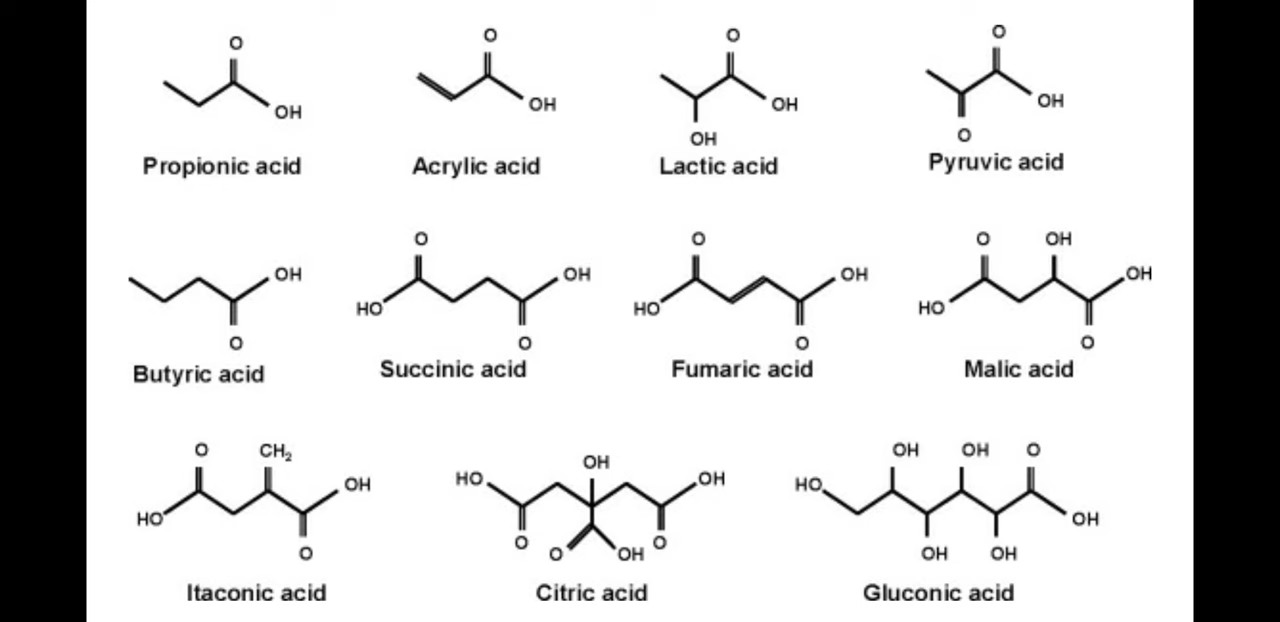 O O O O
OH OH OH OH
OH O
Propionic acid Acrylic acid Lactic acid Pyruvic acid
O O O OH
OH OH OH OH
HO HO HO
O O O O
Butyric acid Succinic acid Fumaric acid Malic acid
O CH₂ OH OH OH O
OH HO OH HO
HO OH
O O O OH O OH OH
Itaconic acid Citric acid Gluconic acid